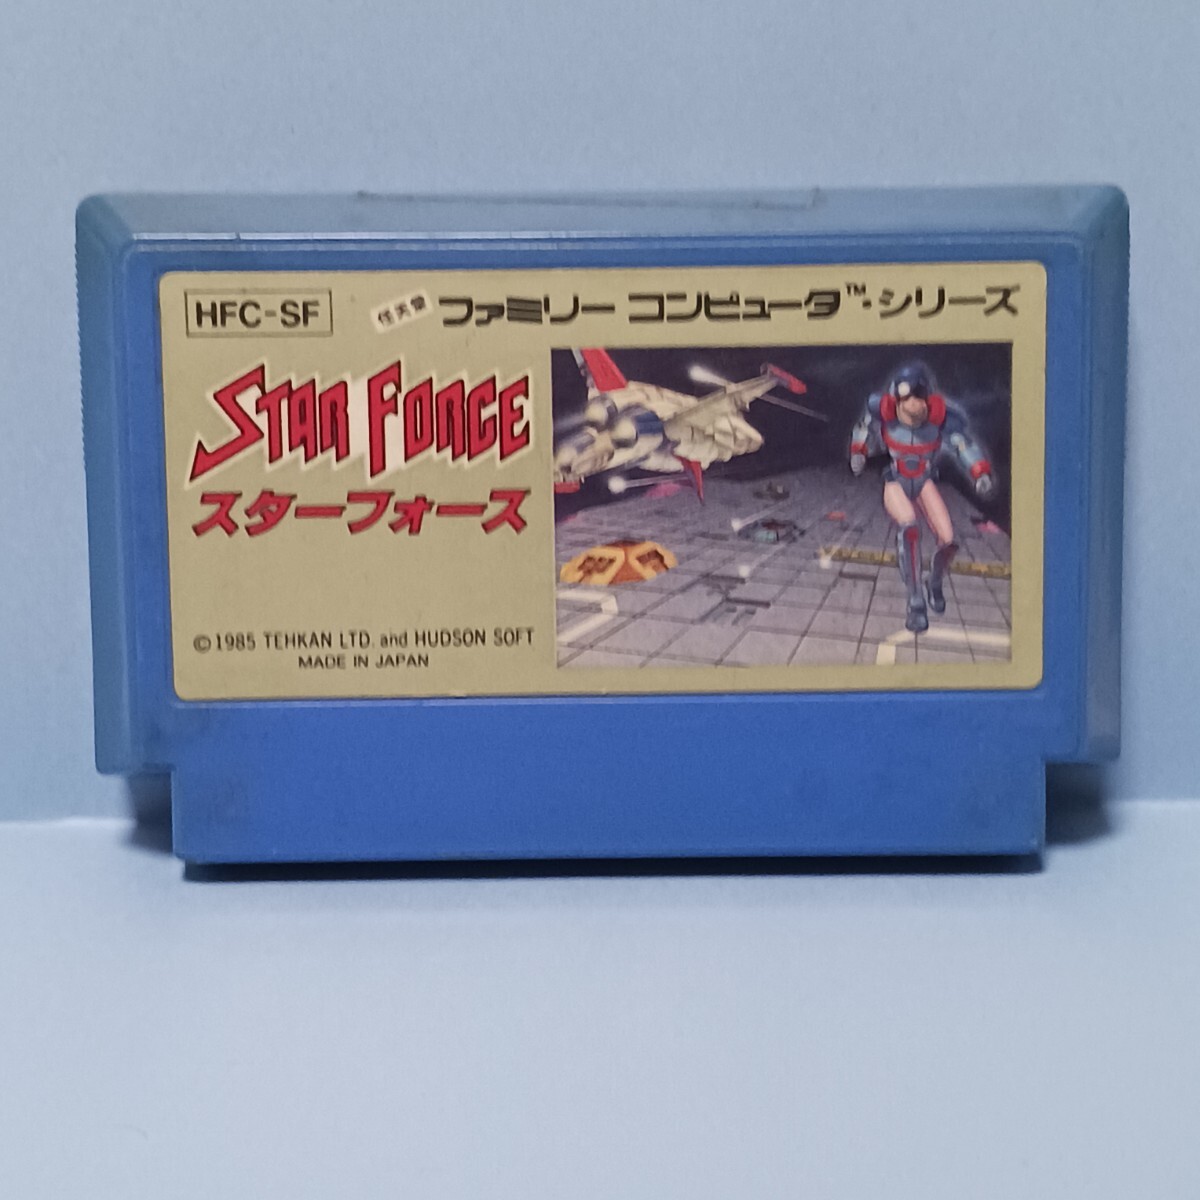 HFC-SF
任天堂 ファミリー コンピュータ™・シリーズ
STAR FORCE
スターフォース
©1985 TEHKAN LTD. and HUDSON SOFT
MADE IN JAPAN